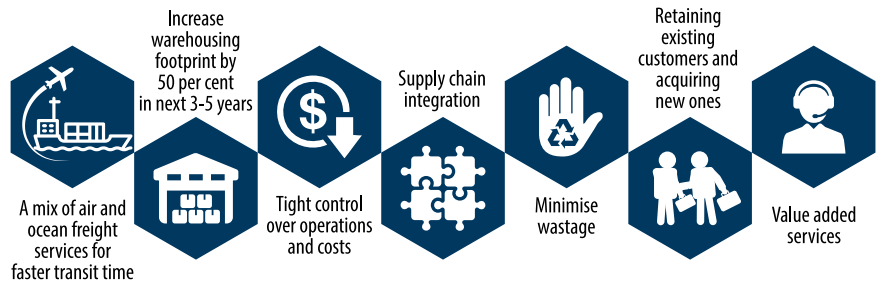 A mix of air and
ocean freight
services for
faster transit time
Increase
warehousing
footprint by
50 per cent
in next 3-5 years
$
Tight control
over operations
and costs
Supply chain
integration
Minimise
wastage
Retaining
existing
customers and
acquiring
new ones
Value added
services